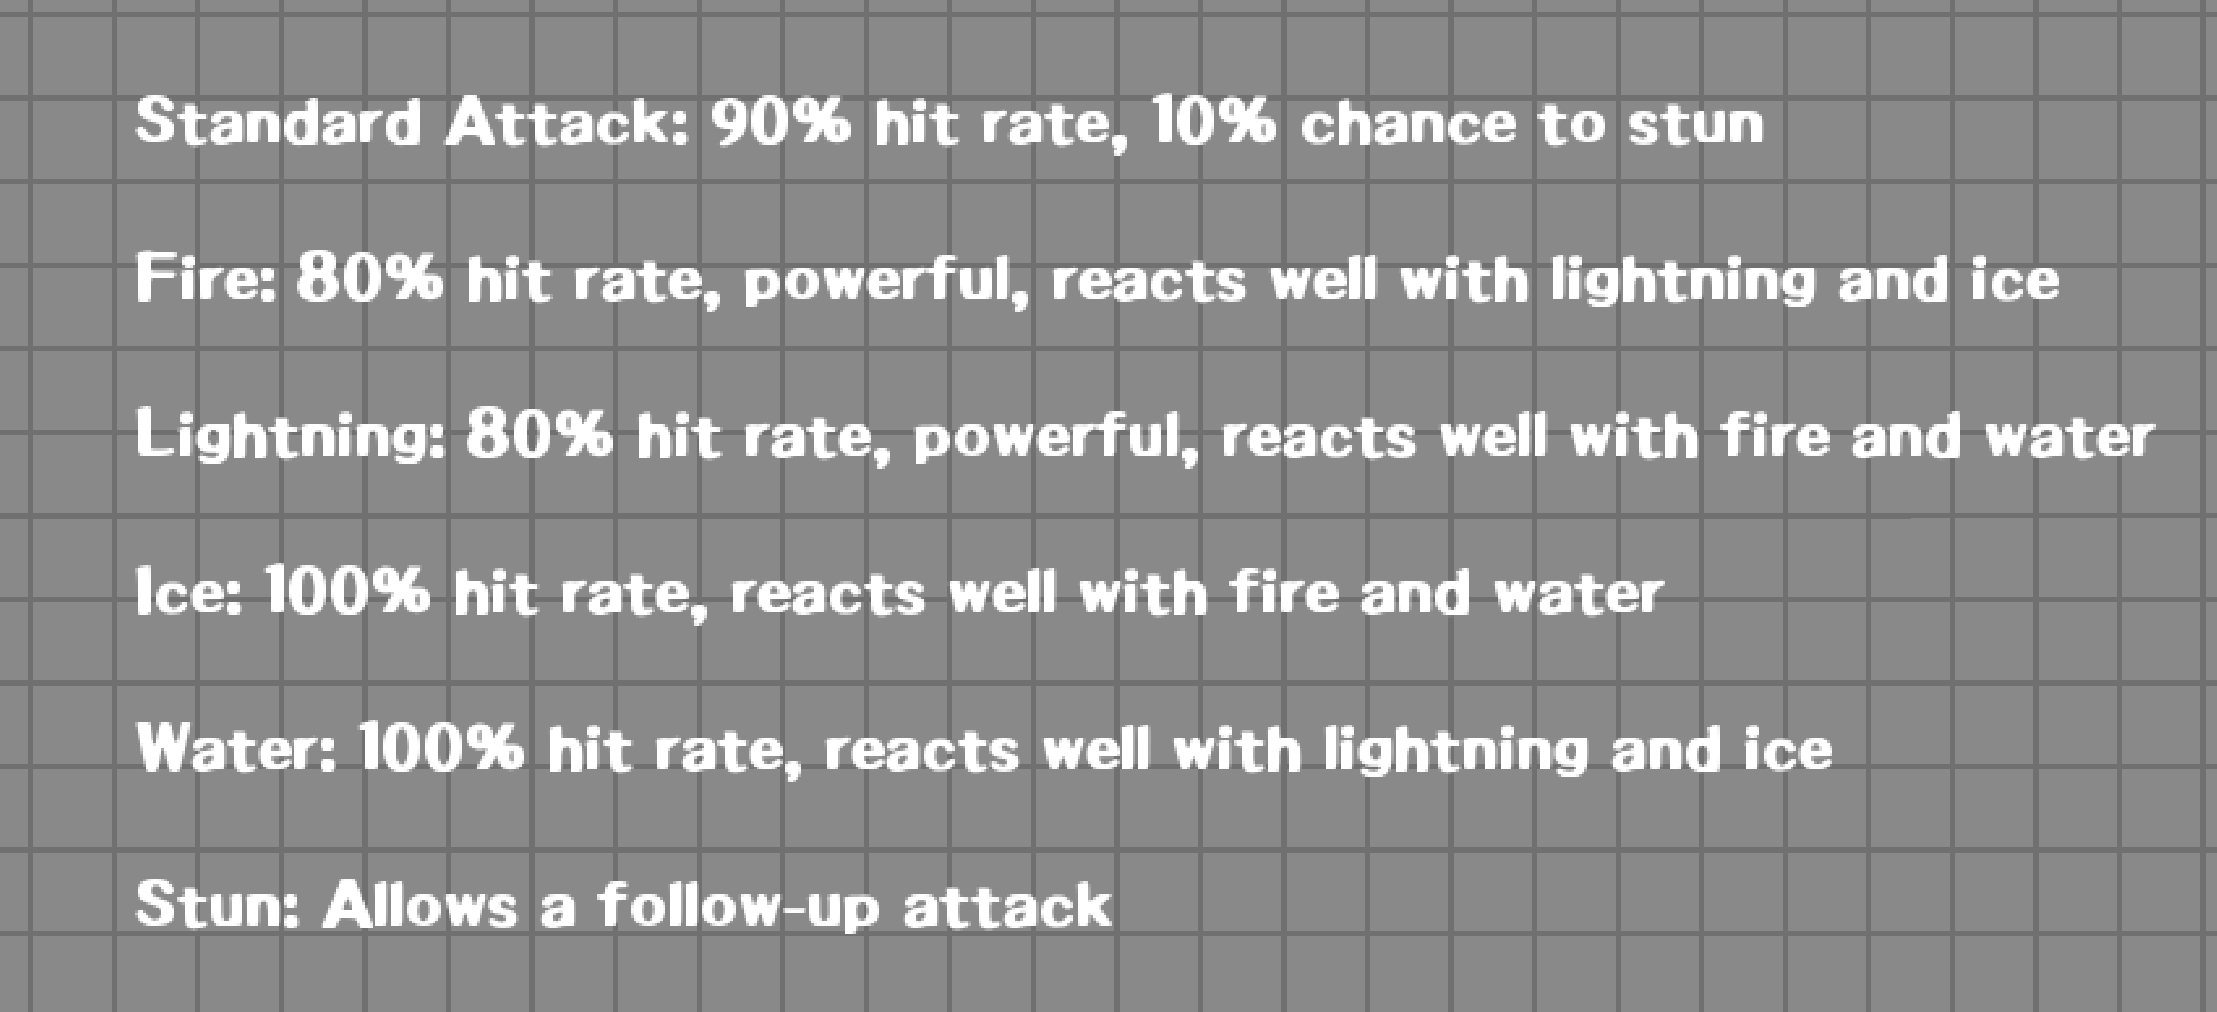 Standard Attack: 90% hit rate, 10% chance to stun
Fire: 80% hit rate, powerful, reacts well with lightning and ice
Lightning: 80% hit rate, powerful, reacts well with fire and water
Ice: 100% hit rate, reacts well with fire and water
Water: 100% hit rate, reacts well with lightning and ice
Stun: Allows a follow-up attack